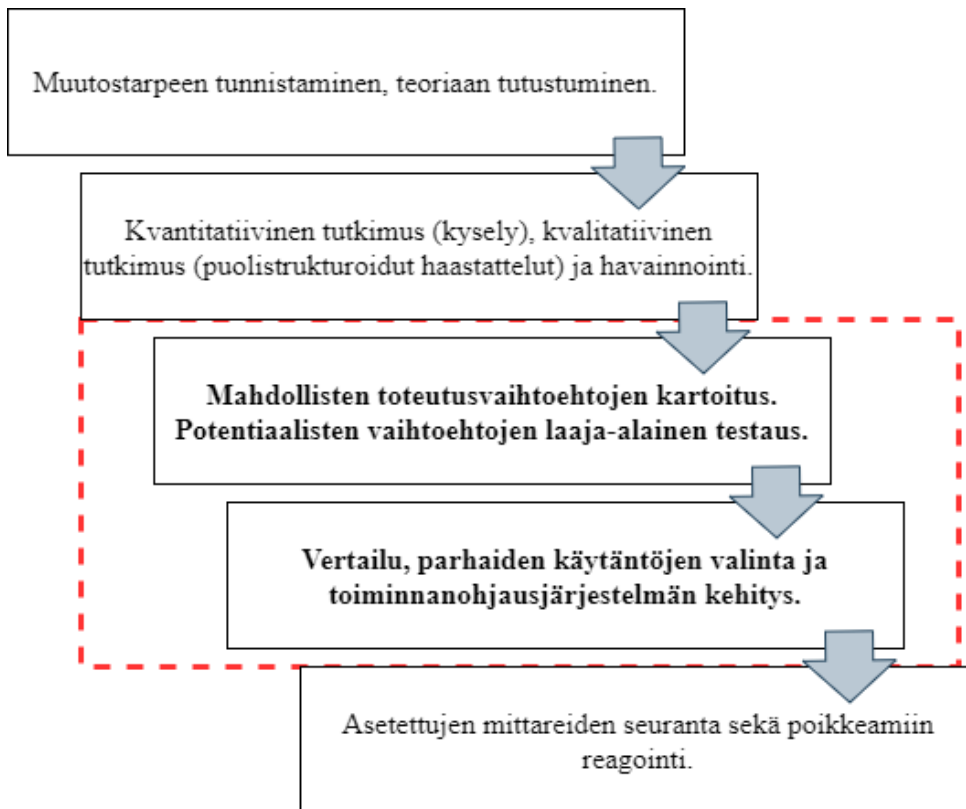 Muutostarpeen tunnistaminen, teoriaan tutustuminen.
Kvantitatiivinen tutkimus (kysely), kvalitatiivinen
tutkimus (puolistrukturoidut haastattelut) ja havainnointi.
Mahdollisten toteutusvaihtoehtojen kartoitus.
Potentiaalisten vaihtoehtojen laaja-alainen testaus.
Vertailu, parhaiden käytäntöjen valinta ja
toiminnanohjausjärjestelmän kehitys.
Asetettujen mittareiden seuranta sekä poikkeamiin
reagointi.